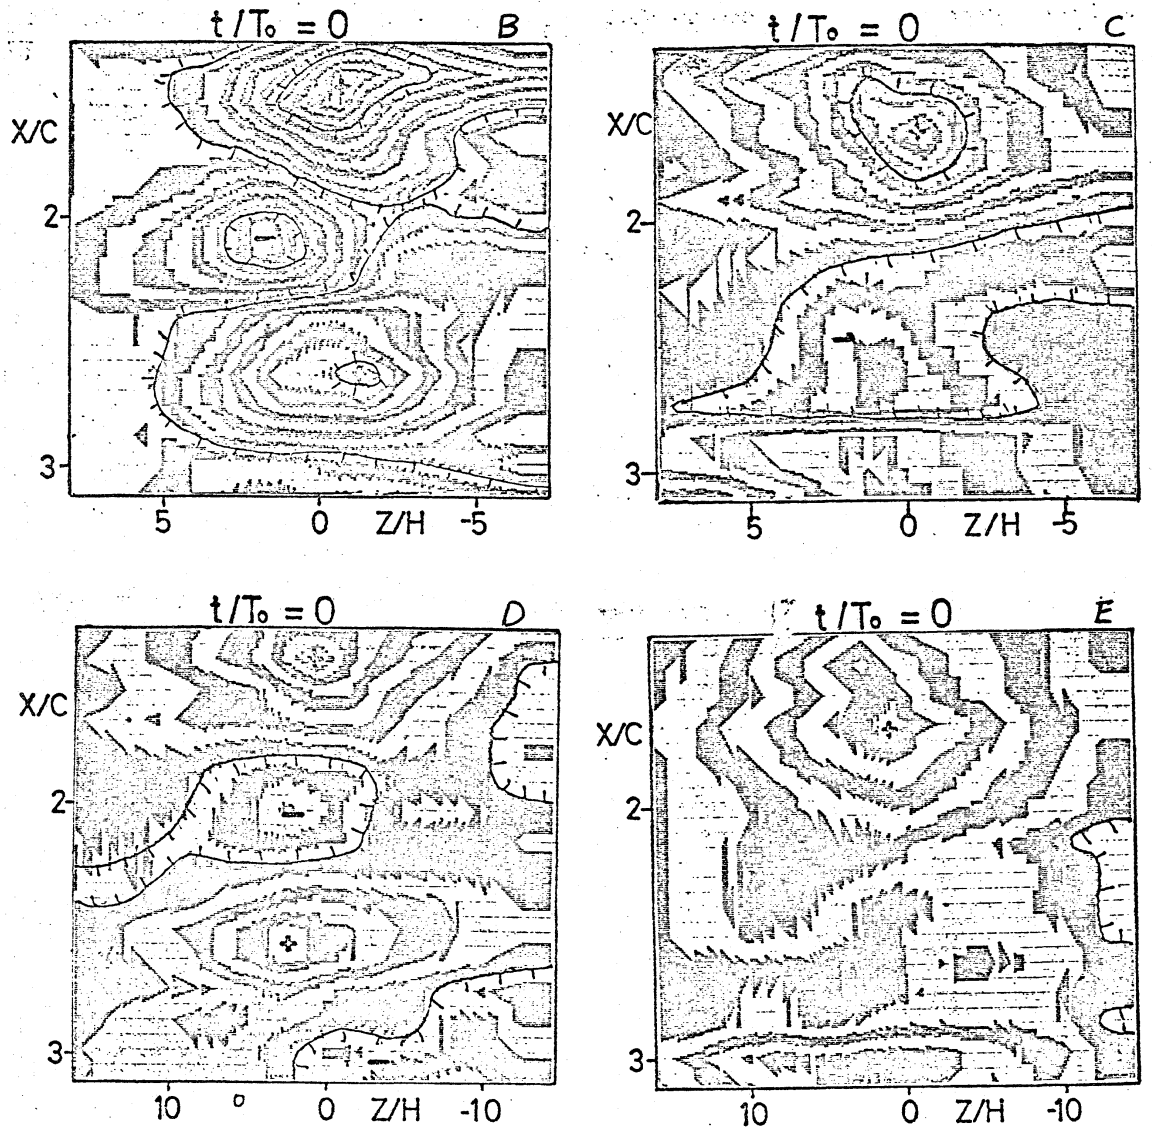 t/T₀ = 0 B
X/C
2
3
5 0 Z/H -5
t/T₀ = 0 C
X/C
2
3
5 0 Z/H -5
t/T₀ = 0 D
X/C
2
3
10 0 Z/H -10
t/T₀ = 0 E
X/C
2
3
10 0 Z/H -10